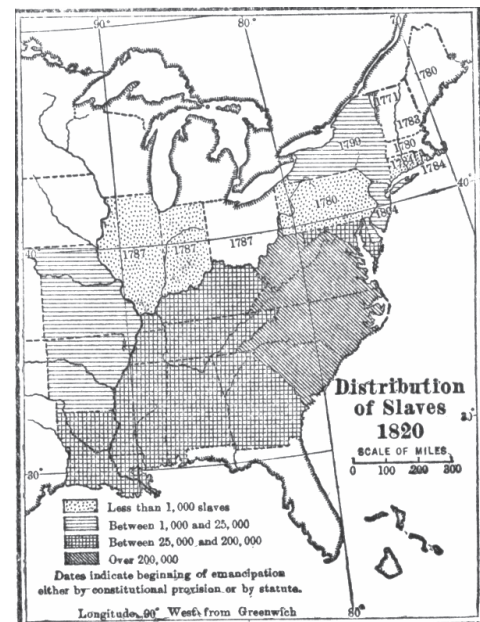 90°
80°
70°
1777
1780
1783
1790
1780
1784
1784
40°
1780
1804
1787
1787
1787
Distribution
of Slaves
1820
SCALE OF MILES
0 100 200 300
30°
Less than 1,000 slaves
Between 1,000 and 25,000
Between 25,000 and 200,000
Over 200,000
Dates indicate beginning of emancipation
either by constitutional provision or by statute.
Longitude 90° West from Greenwich
80°